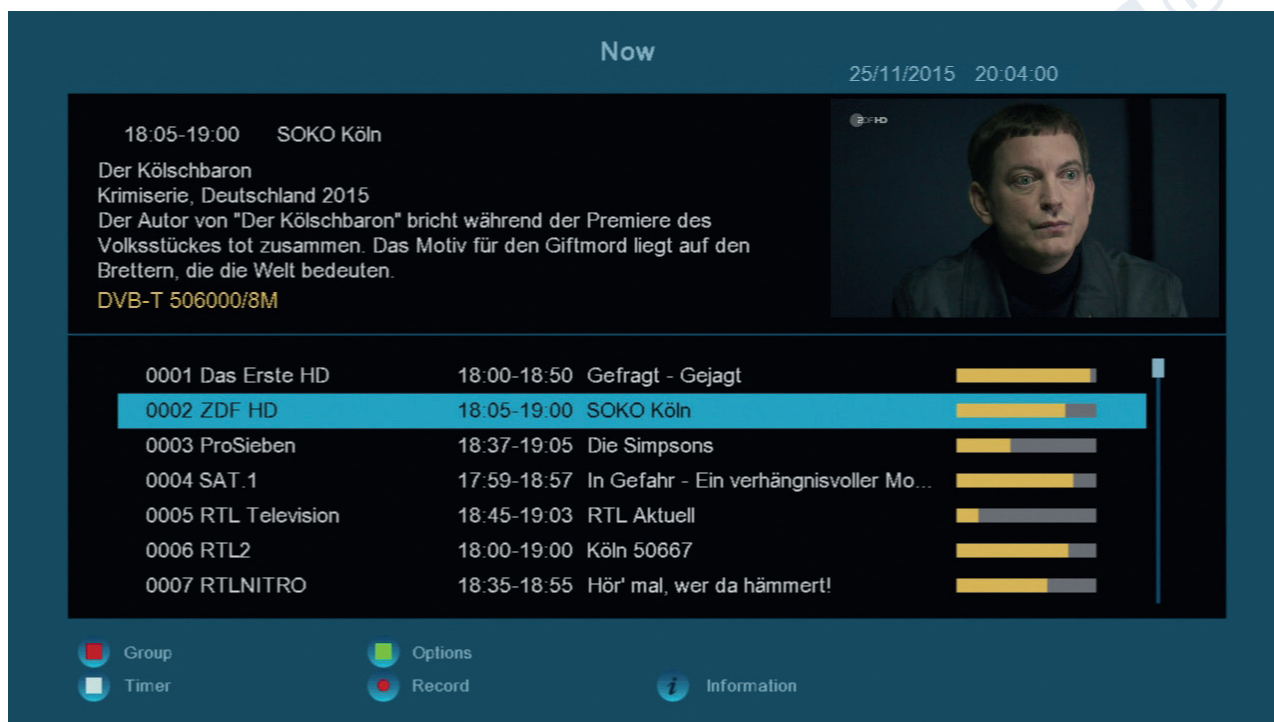 Now
25/11/2015 20:04:00
18:05-19:00 SOKO Köln
ZDF HD
Der Kölschbaron
Krimiserie, Deutschland 2015
Der Autor von "Der Kölschbaron" bricht während der Premiere des
Volksstückes tot zusammen. Das Motiv für den Giftmord liegt auf den
Brettern, die die Welt bedeuten.
DVB-T 506000/8M
0001 Das Erste HD 18:00-18:50 Gefragt - Gejagt
0002 ZDF HD 18:05-19:00 SOKO Köln
0003 ProSieben 18:37-19:05 Die Simpsons
0004 SAT.1 17:59-18:57 In Gefahr - Ein verhängnisvoller Mo...
0005 RTL Television 18:45-19:03 RTL Aktuell
0006 RTL2 18:00-19:00 Köln 50667
0007 RTLNITRO 18:35-18:55 Hör' mal, wer da hämmert!
Group Options
Timer Record i Information